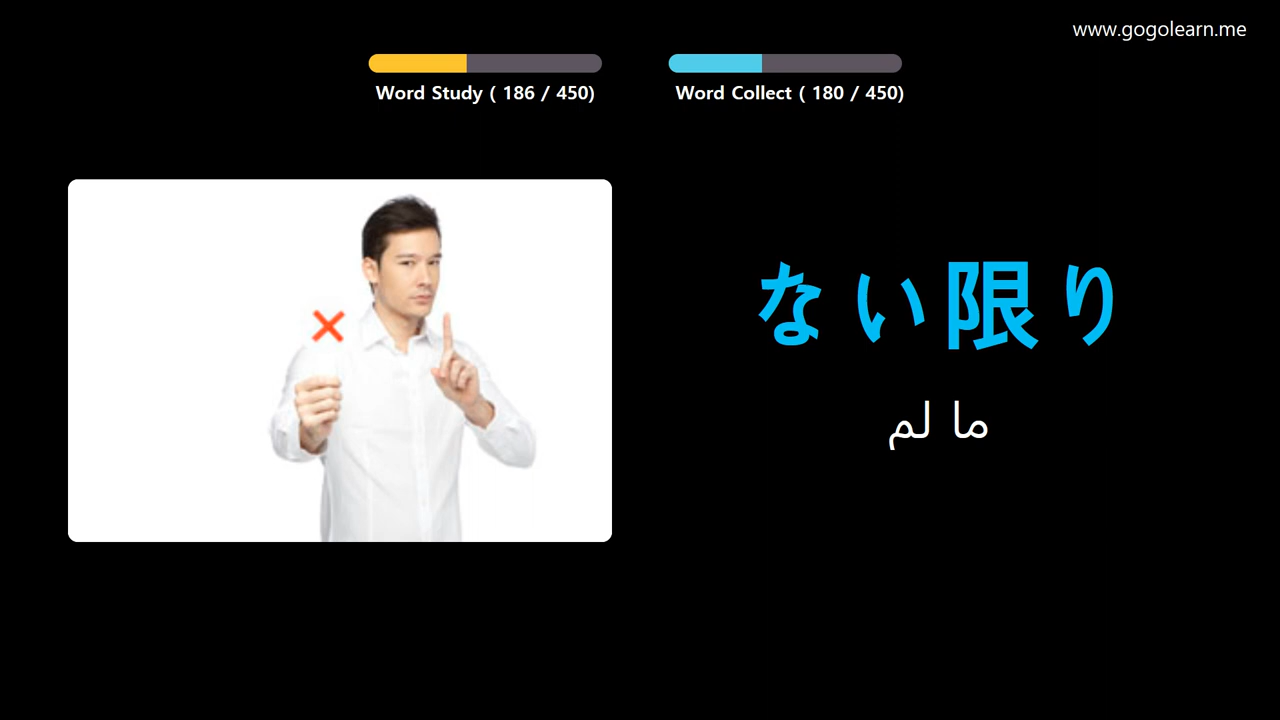 www.gogolearn.me
Word Study ( 186 / 450)
Word Collect ( 180 / 450)
ない限り
ما لم